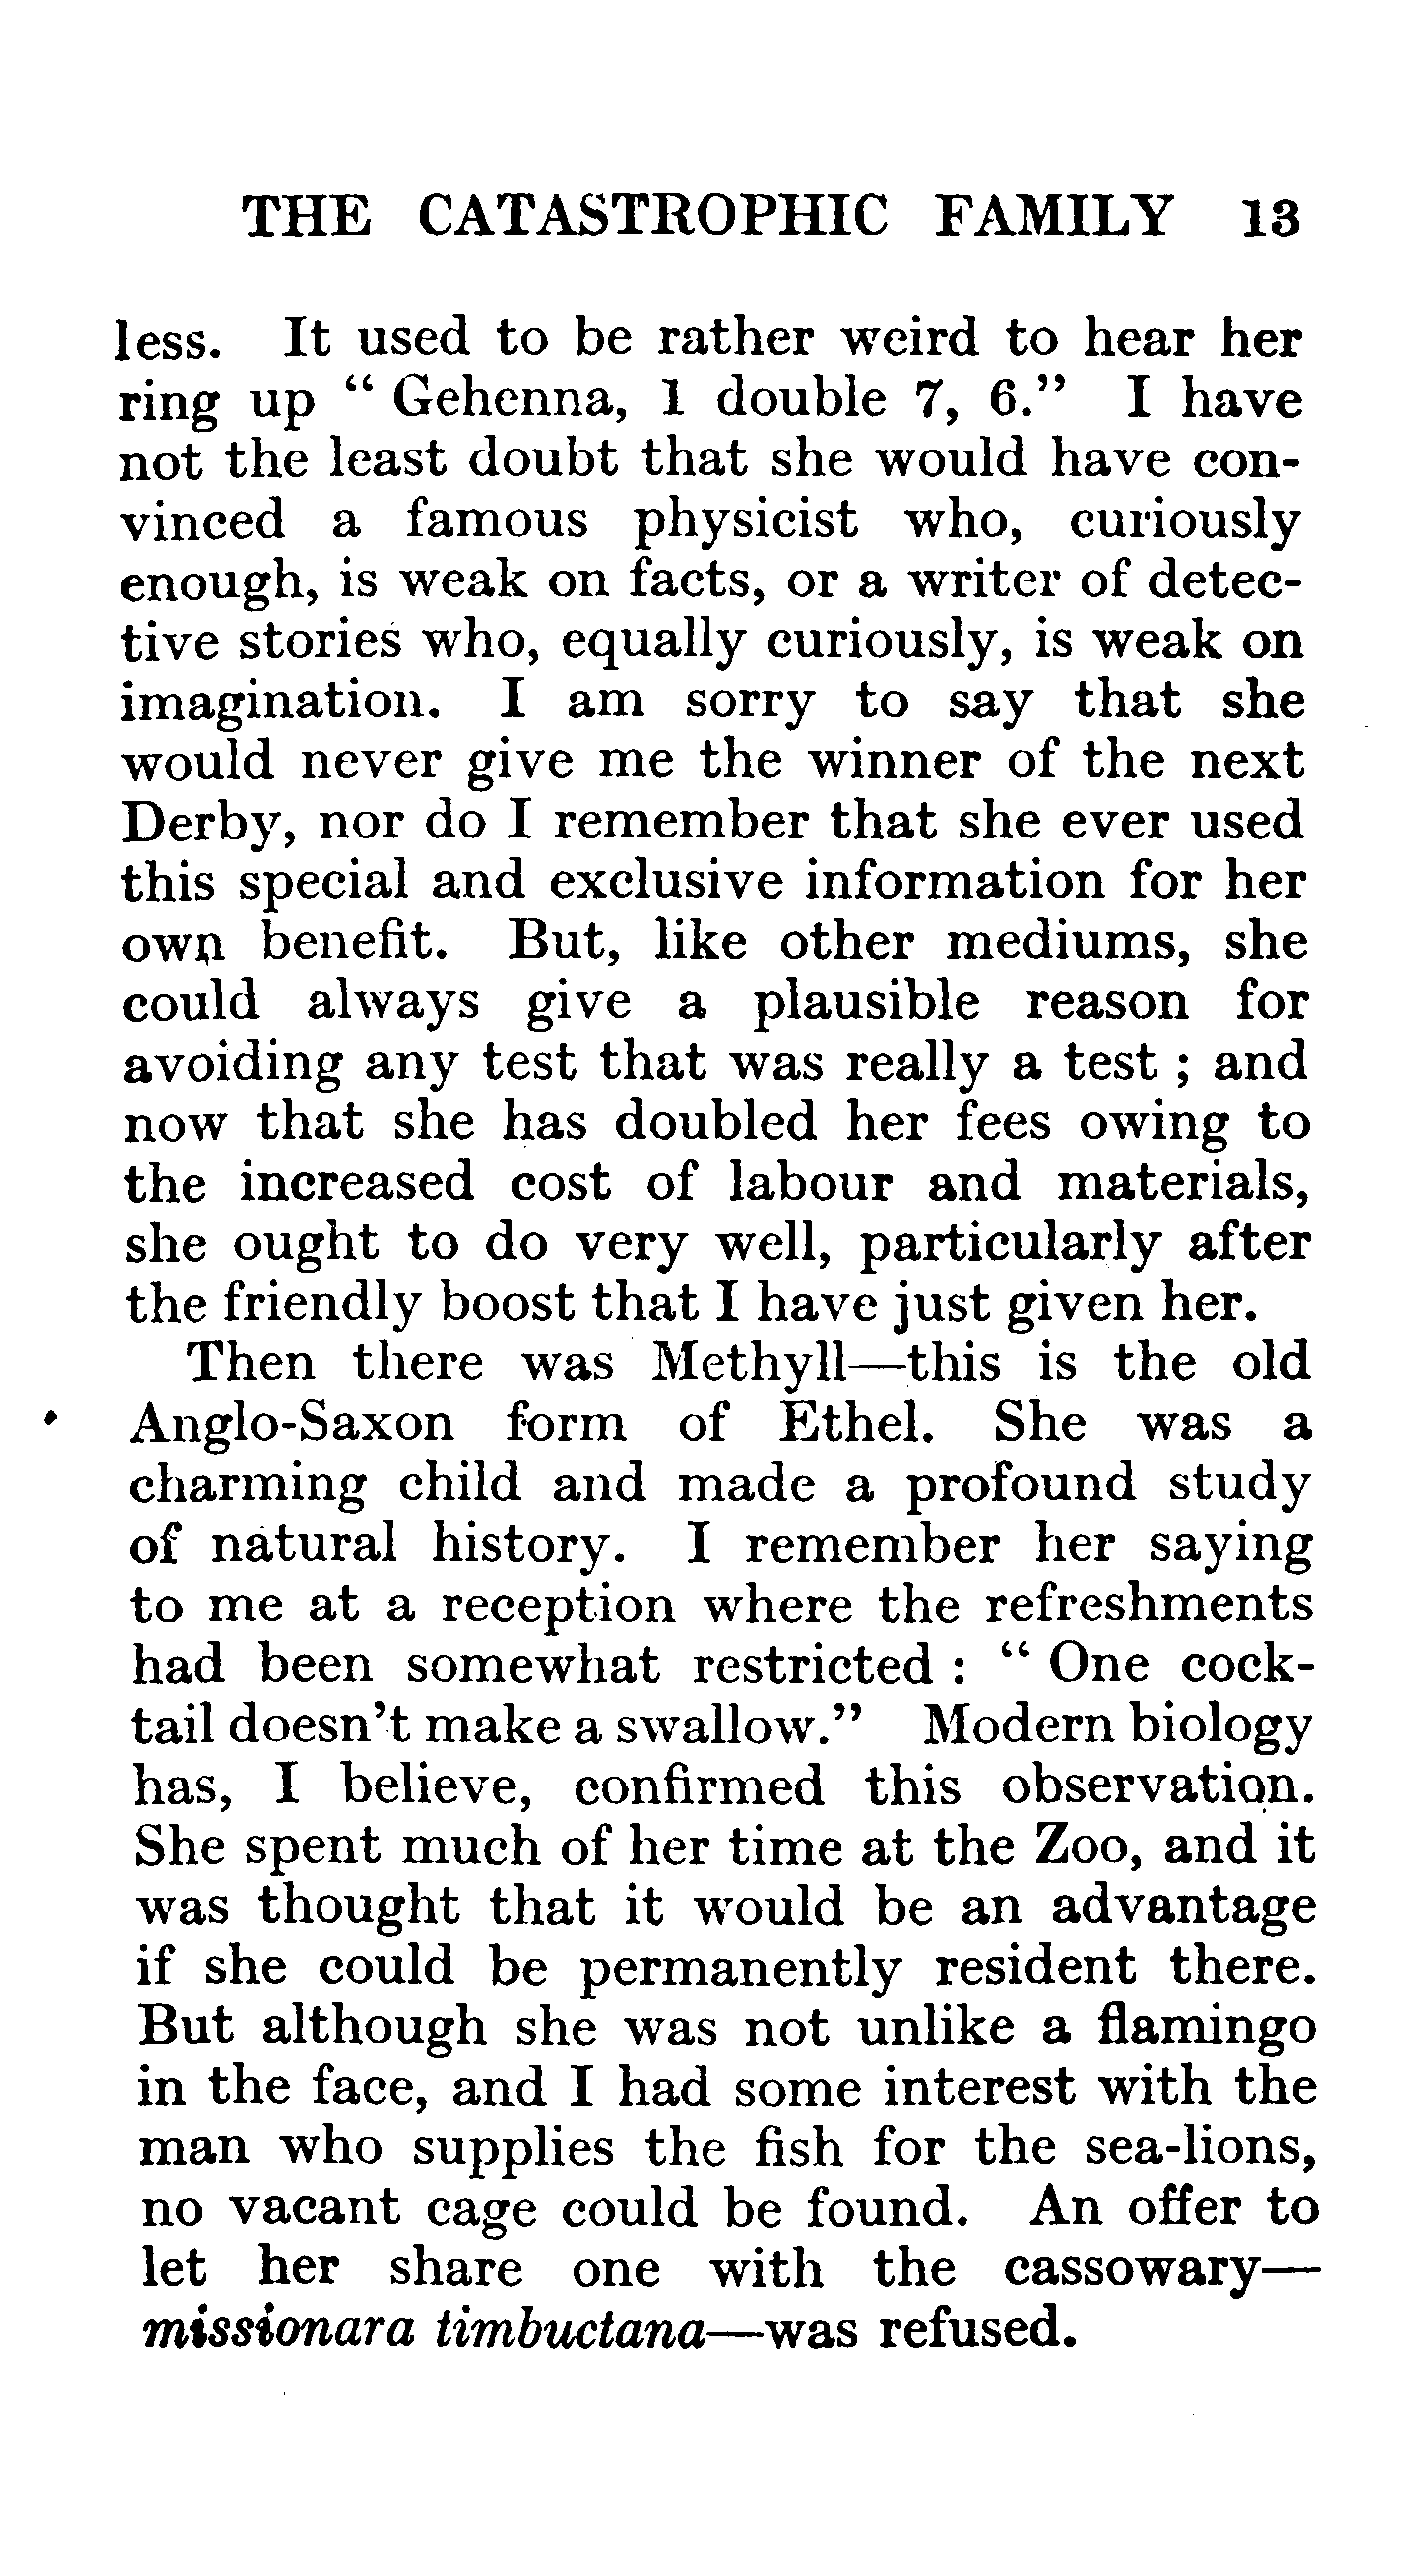 THE CATASTROPHIC FAMILY 13
less. It used to be rather weird to hear her
ring up “ Gehenna, 1 double 7, 6.” I have
not the least doubt that she would have con-
vinced a famous physicist who, curiously
enough, is weak on facts, or a writer of detec-
tive stories who, equally curiously, is weak on
imagination. I am sorry to say that she
would never give me the winner of the next
Derby, nor do I remember that she ever used
this special and exclusive information for her
own benefit. But, like other mediums, she
could always give a plausible reason for
avoiding any test that was really a test ; and
now that she has doubled her fees owing to
the increased cost of labour and materials,
she ought to do very well, particularly after
the friendly boost that I have just given her.
Then there was Methyll—this is the old
Anglo-Saxon form of Ethel. She was a
charming child and made a profound study
of natural history. I remember her saying
to me at a reception where the refreshments
had been somewhat restricted : “ One cock-
tail doesn’t make a swallow.” Modern biology
has, I believe, confirmed this observation.
She spent much of her time at the Zoo, and it
was thought that it would be an advantage
if she could be permanently resident there.
But although she was not unlike a flamingo
in the face, and I had some interest with the
man who supplies the fish for the sea-lions,
no vacant cage could be found. An offer to
let her share one with the cassowary—
missionara timbuctana—was refused.